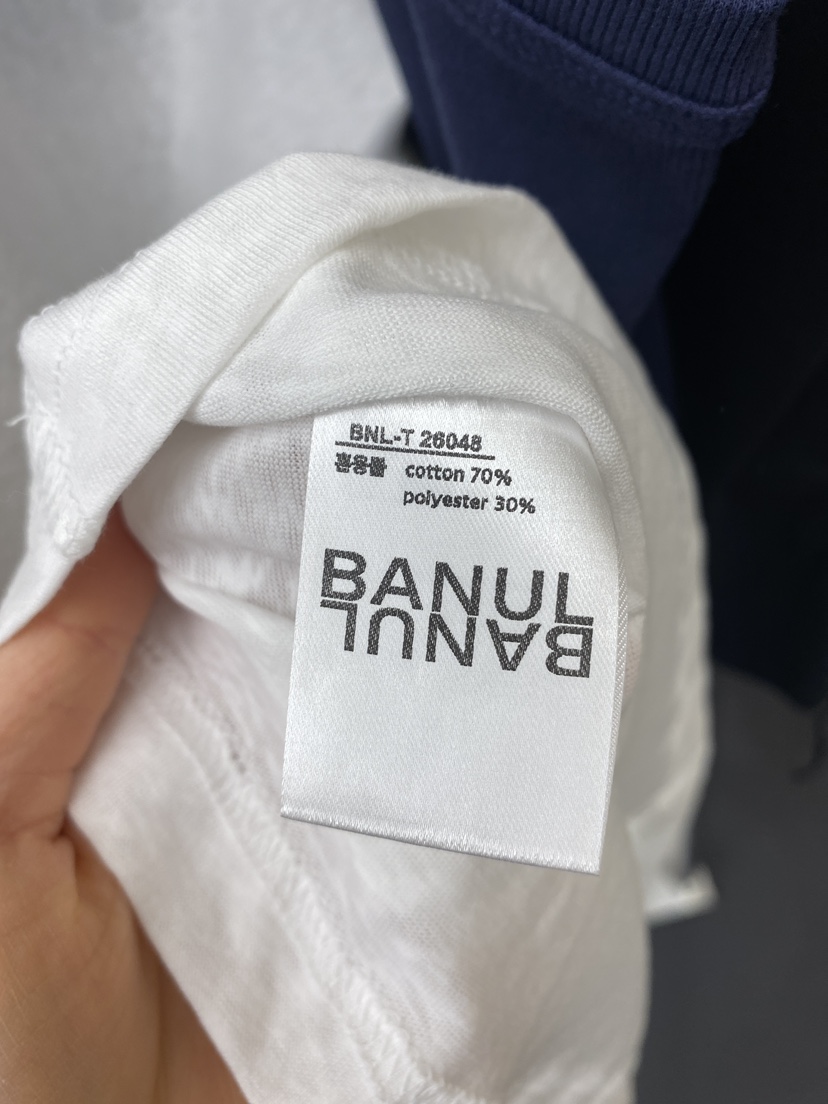 BNL-T 26048
혼용률 cotton 70%
polyester 30%
BANUL
BANUL